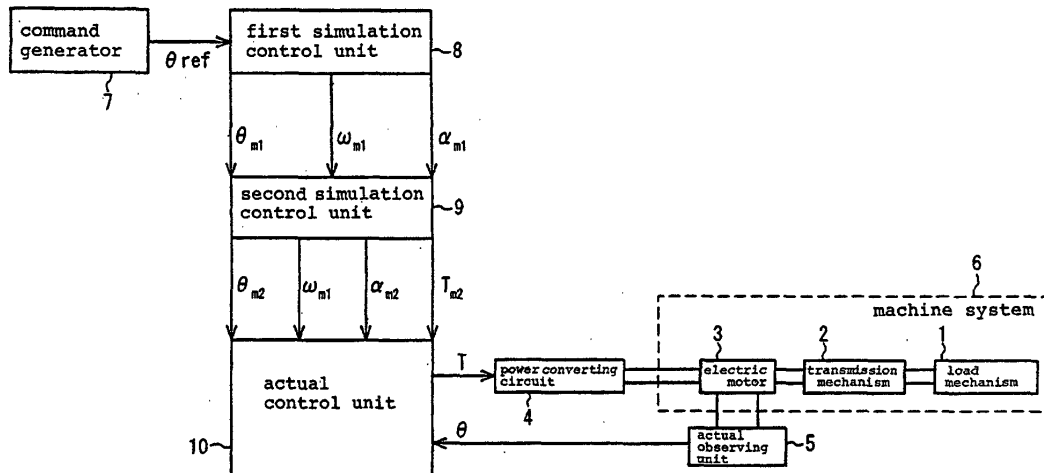 command
generator
7
θ ref
first simulation
control unit
8
θm1
ωm1
αm1
second simulation
control unit
9
θm2
ωm1
αm2
Tm2
actual
control unit
10
T
θ
power converting
circuit
4
6
machine system
3
electric
motor
2
transmission
mechanism
1
load
mechanism
actual
observing
unit
5